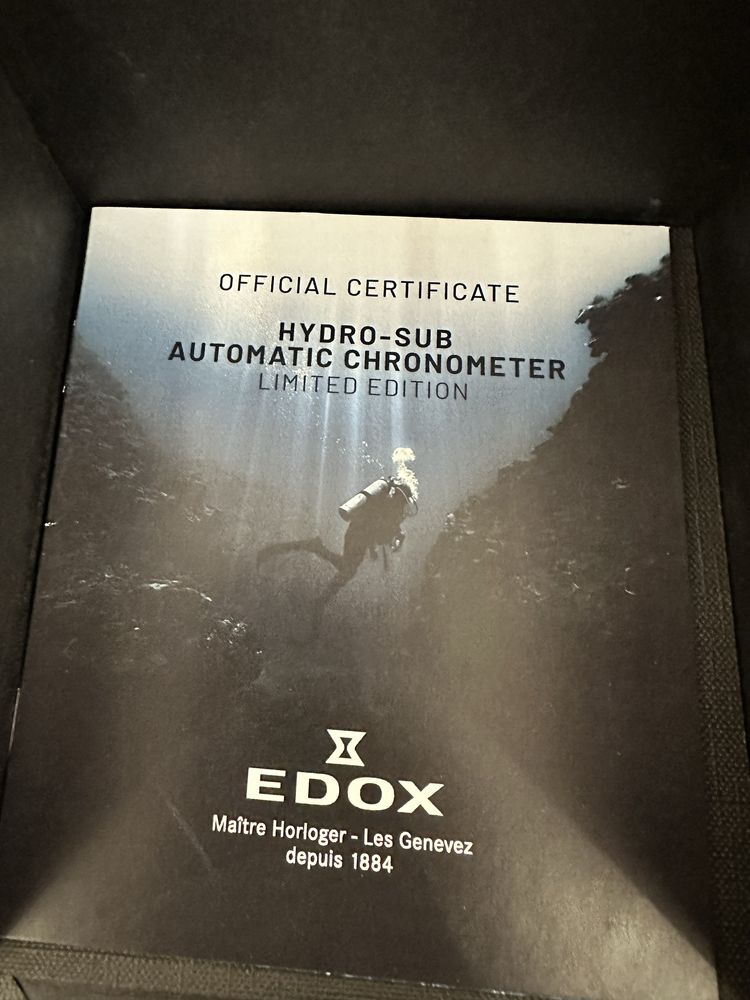 OFFICIAL CERTIFICATE
HYDRO-SUB
AUTOMATIC CHRONOMETER
LIMITED EDITION
EDOX
Maître Horloger - Les Genevez
depuis 1884